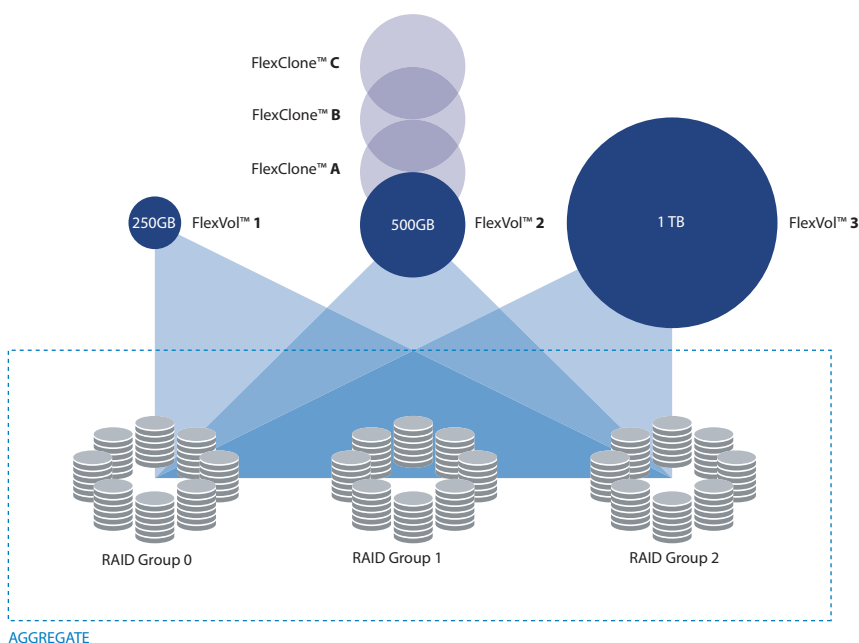 FlexClone™ C
FlexClone™ B
FlexClone™ A
250GB
FlexVol™ 1
500GB
FlexVol™ 2
1 TB
FlexVol™ 3
RAID Group 0
RAID Group 1
RAID Group 2
AGGREGATE